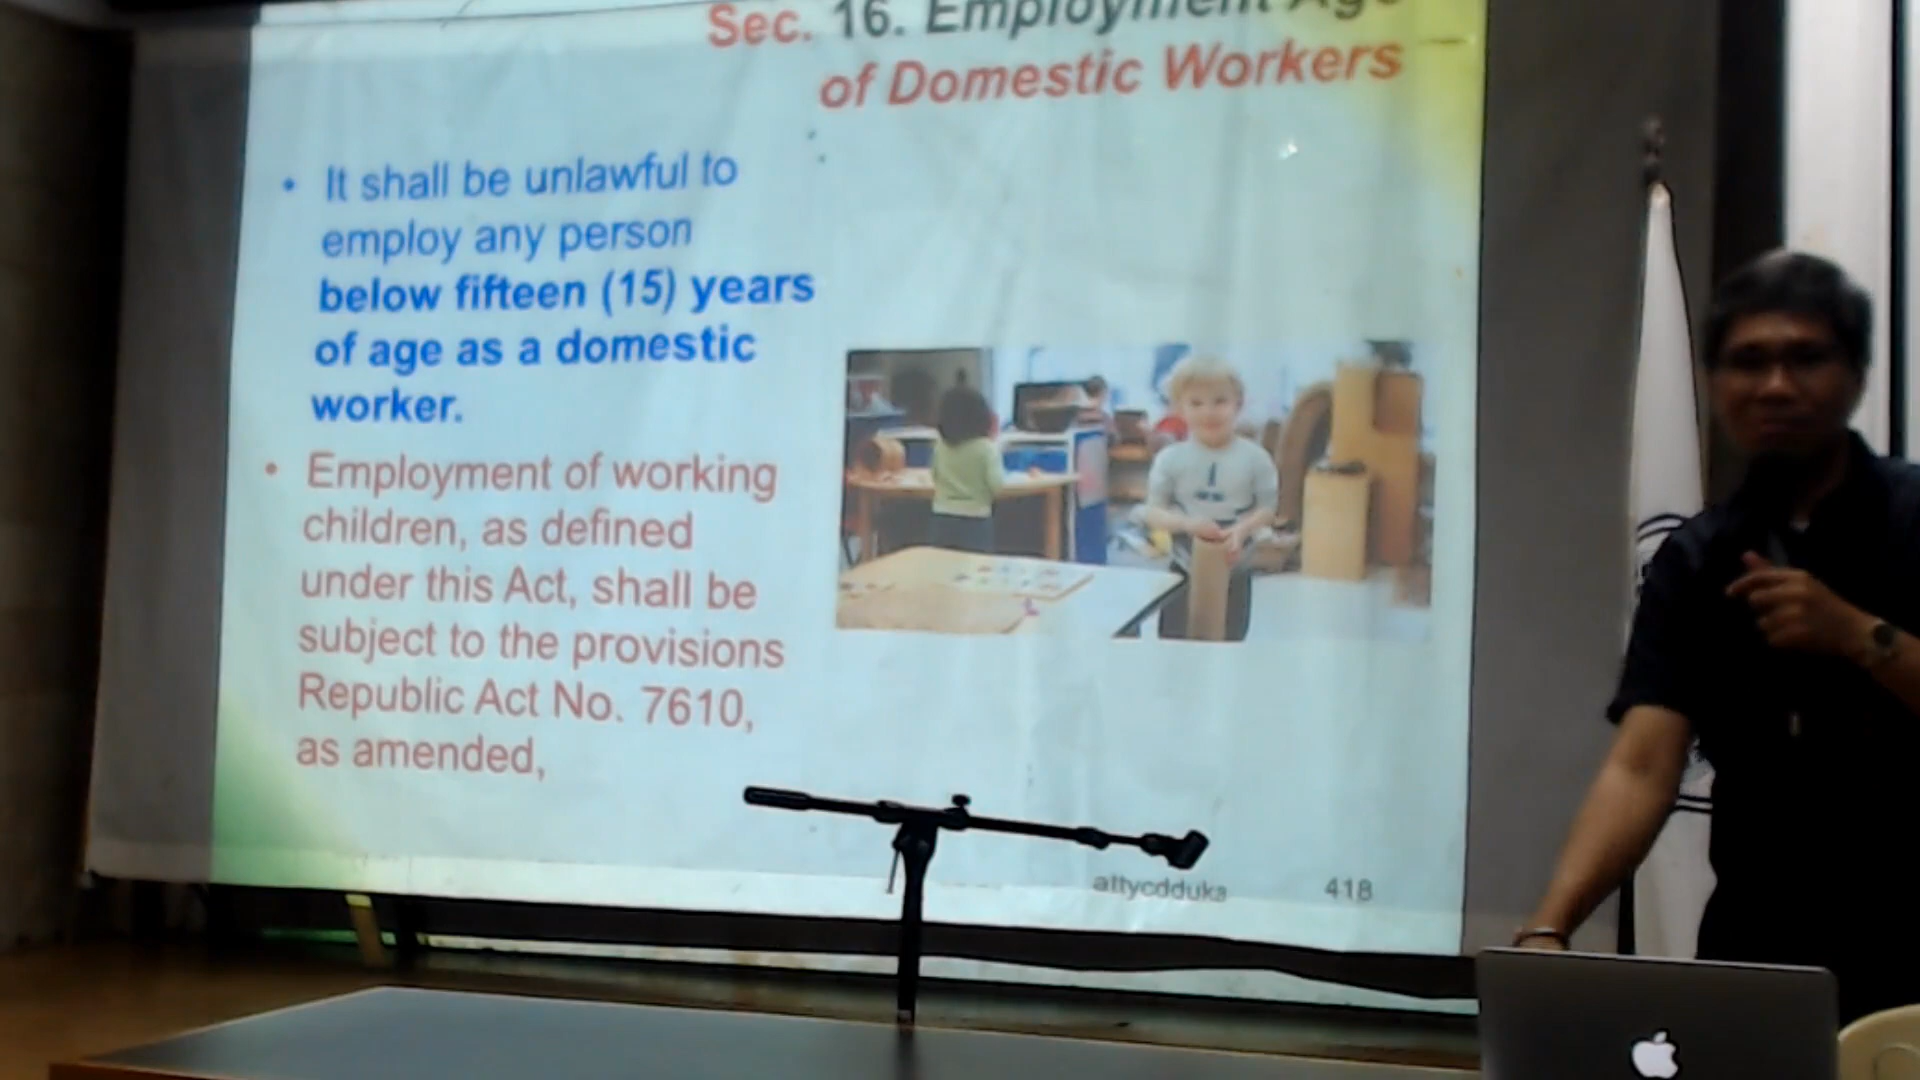 Sec. 16. Employment Age
of Domestic Workers
• It shall be unlawful to
employ any person
below fifteen (15) years
of age as a domestic
worker.
• Employment of working
children, as defined
under this Act, shall be
subject to the provisions
Republic Act No. 7610,
as amended,
attycdduka
418